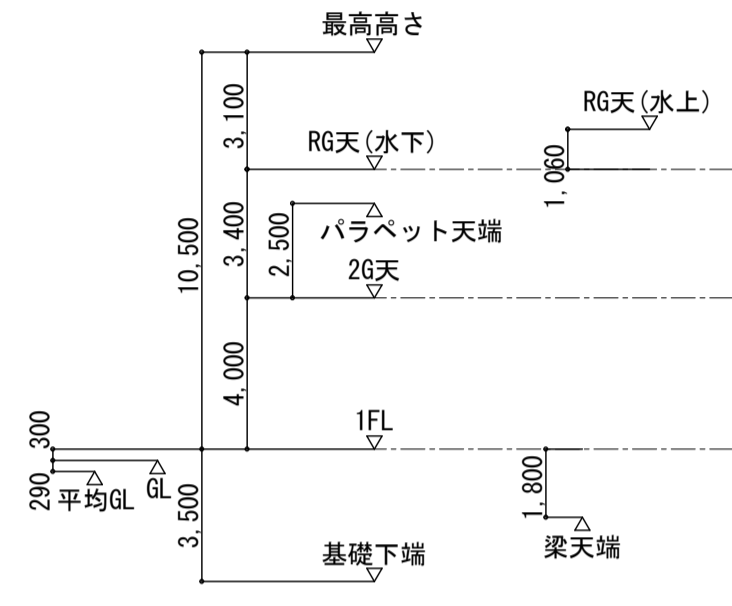 最高高さ
3,100
RG天(水上)
RG天(水下)
1,060
10,500
3,400
2,500
パラペット天端
2G天
4,000
1FL
300
290
平均GL
GL
3,500
1,800
梁天端
基礎下端